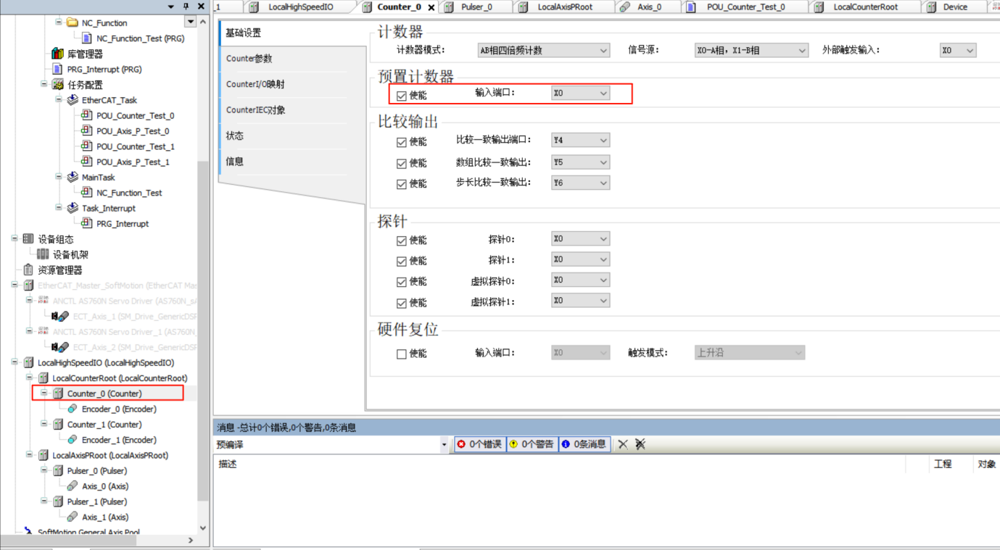 _1
LocalHighSpeedIO
Counter_0
Pulser_0
LocalAxisPRoot
Axis_0
POU_Counter_Test_0
LocalCounterRoot
Device
NC_Function
NC_Function_Test (PRG)
库管理器
PRG_Interrupt (PRG)
任务配置
EtherCAT_Task
POU_Counter_Test_0
POU_Axis_P_Test_0
POU_Counter_Test_1
POU_Axis_P_Test_1
MainTask
NC_Function_Test
Task_Interrupt
PRG_Interrupt
设备组态
设备机架
资源管理器
EtherCAT_Master_SoftMotion (EtherCAT Mas
ANCTL AS760N Servo Driver (AS760N_sA
ECT_Axis_1 (SM_Drive_GenericDSP
ANCTL AS760N Servo Driver_1 (AS760N_
ECT_Axis_2 (SM_Drive_GenericDSP
LocalHighSpeedIO (LocalHighSpeedIO)
LocalCounterRoot (LocalCounterRoot)
Counter_0 (Counter)
Encoder_0 (Encoder)
Counter_1 (Counter)
Encoder_1 (Encoder)
LocalAxisPRoot (LocalAxisPRoot)
Pulser_0 (Pulser)
Axis_0 (Axis)
Pulser_1 (Pulser)
Axis_1 (Axis)
SoftMotion General Axis Pool
基础设置
Counter参数
CounterI/O映射
CounterIEC对象
状态
信息
计数器
计数器模式: AB相四倍频计数 信号源: X0-A相, X1-B相 外部触发输入: X0
预置计数器
使能 输入端口: X0
比较输出
使能 比较一致输出端口: Y4
使能 数组比较一致输出: Y5
使能 步长比较一致输出: Y6
探针
使能 探针0: X0
使能 探针1: X0
使能 虚拟探针0: X0
使能 虚拟探针1: X0
硬件复位
使能 输入端口: X0 触发模式: 上升沿
消息 -总计0个错误,0个警告,0条消息
预编译 0个错误 0个警告 0条消息
描述 工程 对象